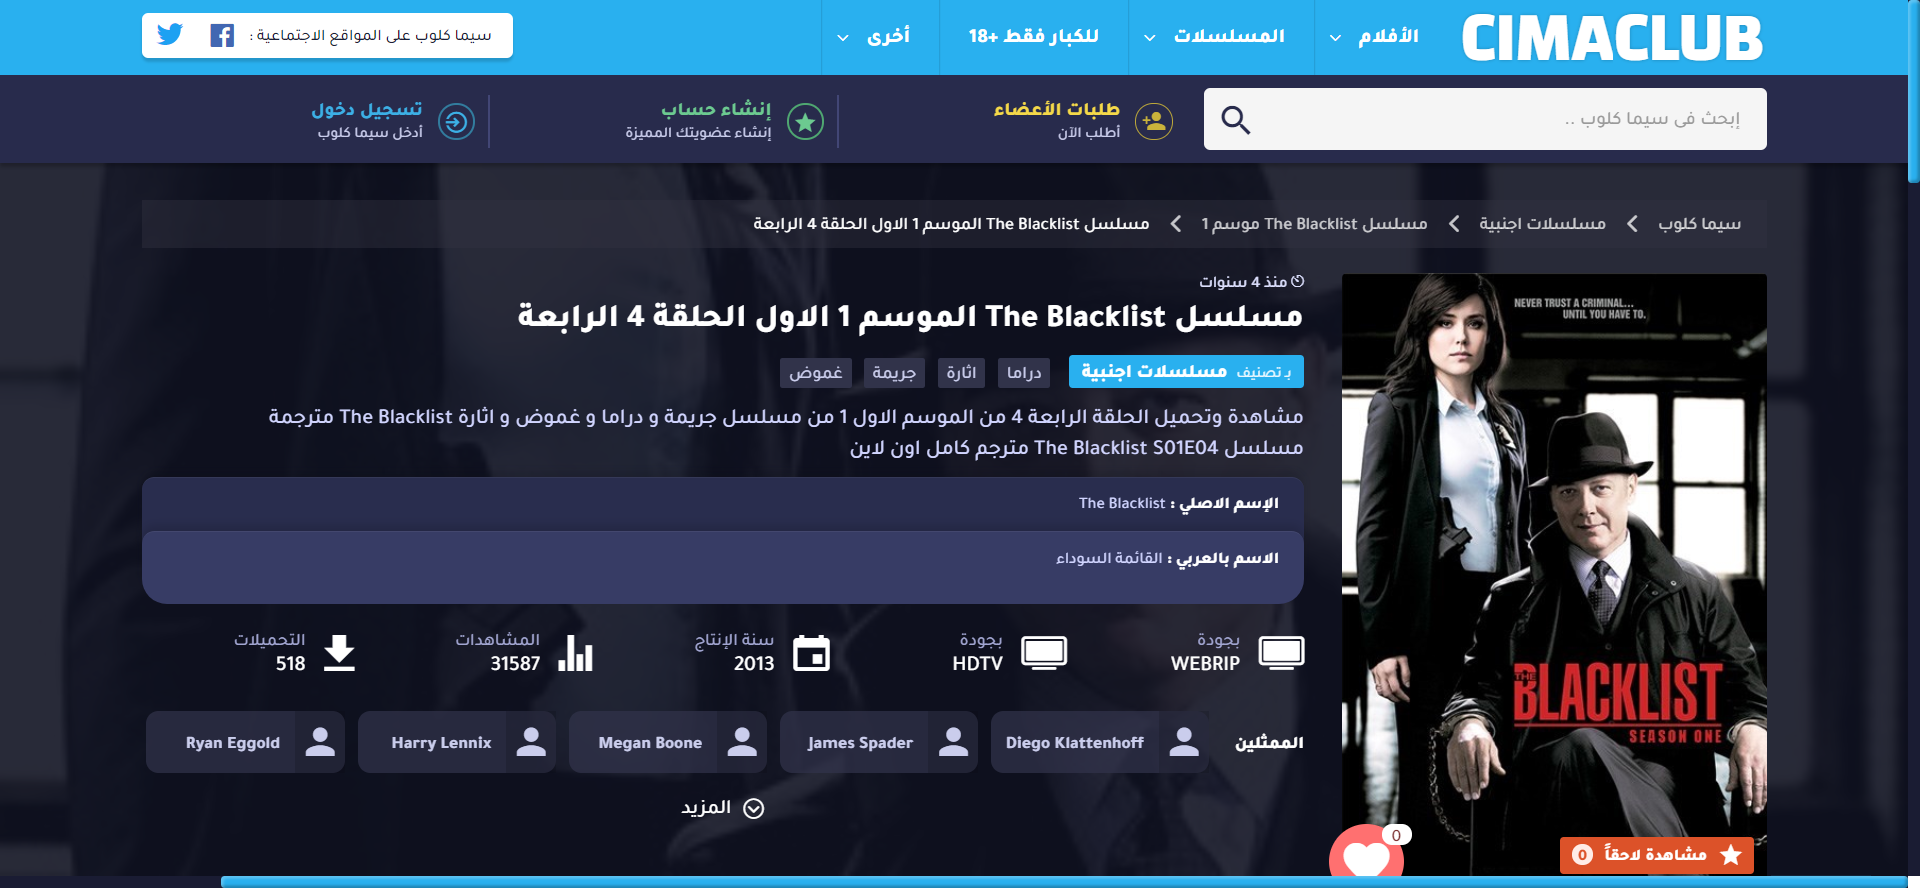 CIMACLUB
الأفلام
المسلسلات
للكبار فقط +18
أخرى
سيما كلوب على المواقع الاجتماعية :
إبحث فى سيما كلوب ..
طلبات الأعضاء
أطلب الآن
إنشاء حساب
إنشاء عضويتك المميزة
تسجيل دخول
أدخل سيما كلوب
سيما كلوب
مسلسلات اجنبية
مسلسل The Blacklist موسم 1
مسلسل The Blacklist الموسم 1 الاول الحلقة 4 الرابعة
منذ 4 سنوات
مسلسل The Blacklist الموسم 1 الاول الحلقة 4 الرابعة
بـ تصنيف مسلسلات اجنبية
دراما
اثارة
جريمة
غموض
مشاهدة وتحميل الحلقة الرابعة 4 من الموسم الاول 1 من مسلسل جريمة و دراما و غموض و اثارة The Blacklist مترجمة
مسلسل The Blacklist S01E04 مترجم كامل اون لاين
الإسم الاصلي : The Blacklist
الاسم بالعربي : القائمة السوداء
بجودة
WEBRIP
بجودة
HDTV
سنة الإنتاج
2013
المشاهدات
31587
التحميلات
518
الممثلين
Diego Klattenhoff
James Spader
Megan Boone
Harry Lennix
Ryan Eggold
المزيد
NEVER TRUST A CRIMINAL...
UNTIL YOU HAVE TO.
THE BLACKLIST
SEASON ONE
مشاهدة لاحقاً 0
0